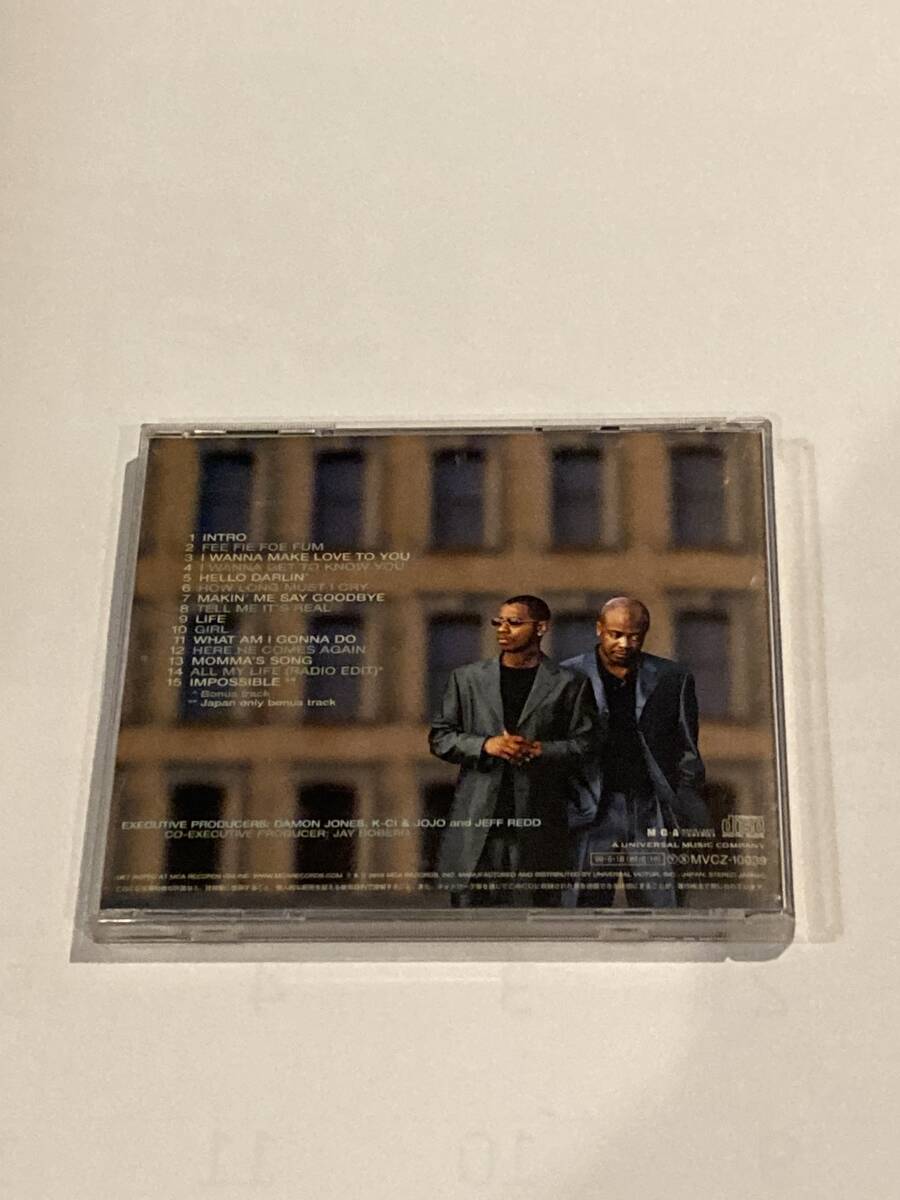 1 INTRO
2 FEE FIE FOE FUM
3 I WANNA MAKE LOVE TO YOU
4 I WANNA GET TO KNOW YOU
5 HELLO DARLIN'
6 HOW LONG MUST I CRY
7 MAKIN' ME SAY GOODBYE
8 TELL ME IT'S REAL
9 LIFE
10 GIRL
11 WHAT AM I GONNA DO
12 HERE HE COMES AGAIN
13 MOMMA'S SONG
14 ALL MY LIFE (RADIO EDIT)*
15 IMPOSSIBLE **
* Bonus track
** Japan only bonus track
EXECUTIVE PRODUCERS: DAMON JONES, K-CI & JOJO and JEFF REDD
CO-EXECUTIVE PRODUCER: JAY BOBERG
MCA
A UNIVERSAL MUSIC COMPANY
MVCZ-10039